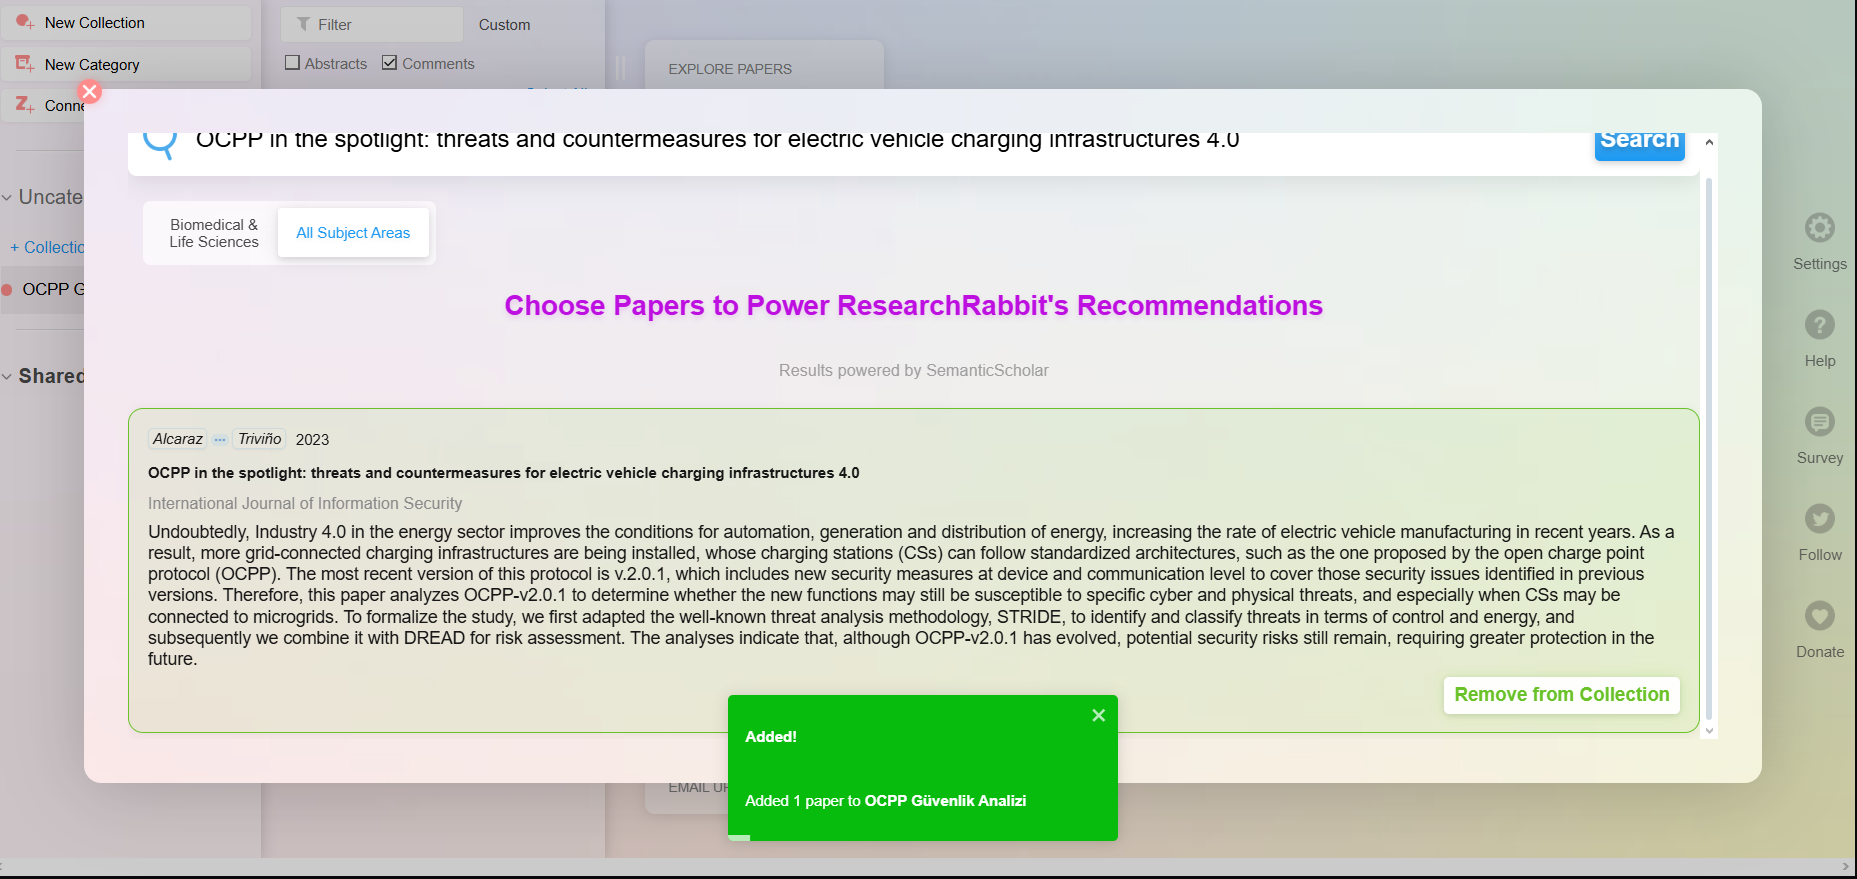 New Collection
New Category
Conne
Uncate
+ Collectio
OCPP G
Shared
Filter
Custom
Abstracts
Comments
EXPLORE PAPERS
OCPP in the spotlight: threats and countermeasures for electric vehicle charging infrastructures 4.0
Search
Biomedical &
Life Sciences
All Subject Areas
Choose Papers to Power ResearchRabbit's Recommendations
Results powered by SemanticScholar
Alcaraz ... Triviño 2023
OCPP in the spotlight: threats and countermeasures for electric vehicle charging infrastructures 4.0
International Journal of Information Security
Undoubtedly, Industry 4.0 in the energy sector improves the conditions for automation, generation and distribution of energy, increasing the rate of electric vehicle manufacturing in recent years. As a
result, more grid-connected charging infrastructures are being installed, whose charging stations (CSs) can follow standardized architectures, such as the one proposed by the open charge point
protocol (OCPP). The most recent version of this protocol is v.2.0.1, which includes new security measures at device and communication level to cover those security issues identified in previous
versions. Therefore, this paper analyzes OCPP-v2.0.1 to determine whether the new functions may still be susceptible to specific cyber and physical threats, and especially when CSs may be
connected to microgrids. To formalize the study, we first adapted the well-known threat analysis methodology, STRIDE, to identify and classify threats in terms of control and energy, and
subsequently we combine it with DREAD for risk assessment. The analyses indicate that, although OCPP-v2.0.1 has evolved, potential security risks still remain, requiring greater protection in the
future.
Remove from Collection
Added!
Added 1 paper to OCPP Güvenlik Analizi
EMAIL UP
Settings
Help
Survey
Follow
Donate